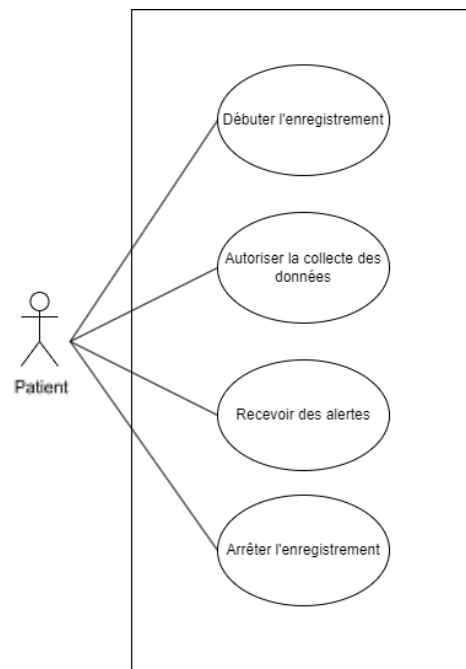 Débuter l'enregistrement
Autoriser la collecte des
données
Patient
Recevoir des alertes
Arrêter l'enregistrement